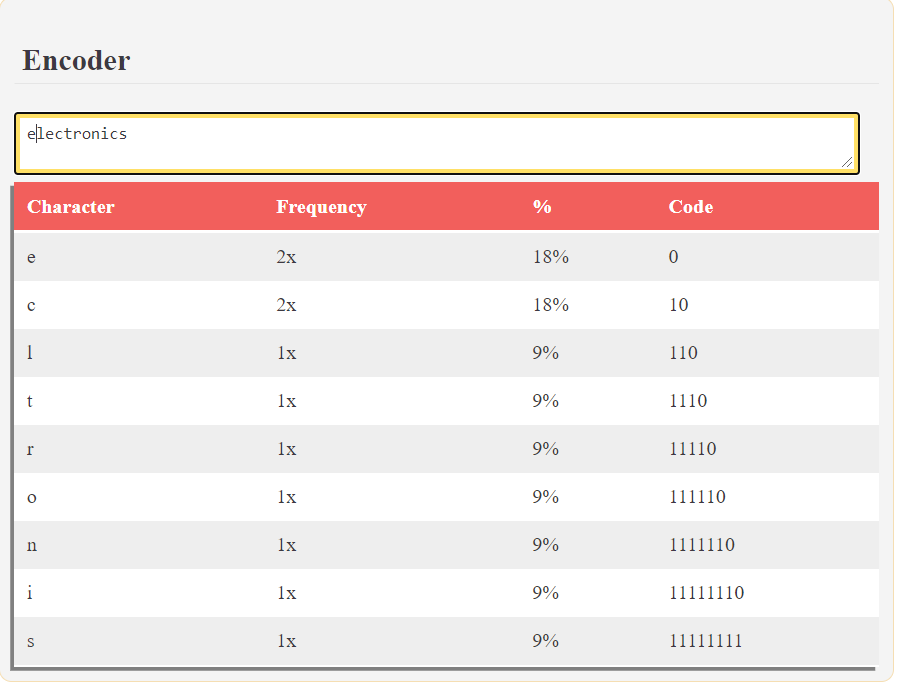 Encoder
electronics
Character Frequency % Code
e 2x 18% 0
c 2x 18% 10
l 1x 9% 110
t 1x 9% 1110
r 1x 9% 11110
o 1x 9% 111110
n 1x 9% 1111110
i 1x 9% 11111110
s 1x 9% 11111111